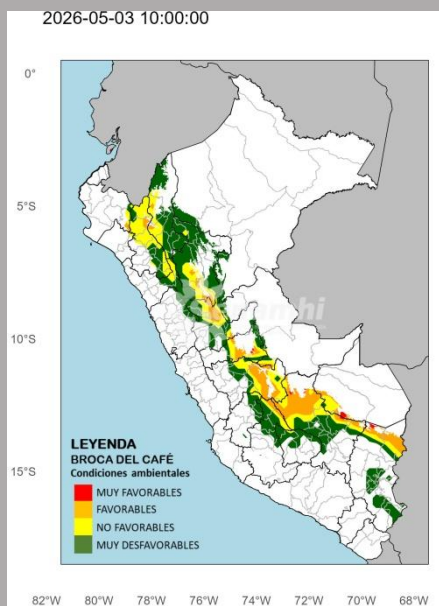 2026-05-03 10:00:00
0°
5°S
10°S
15°S
senamhi
LEYENDA
BROCA DEL CAFÉ
Condiciones ambientales
MUY FAVORABLES
FAVORABLES
NO FAVORABLES
MUY DESFAVORABLES
82°W 80°W 78°W 76°W 74°W 72°W 70°W 68°W